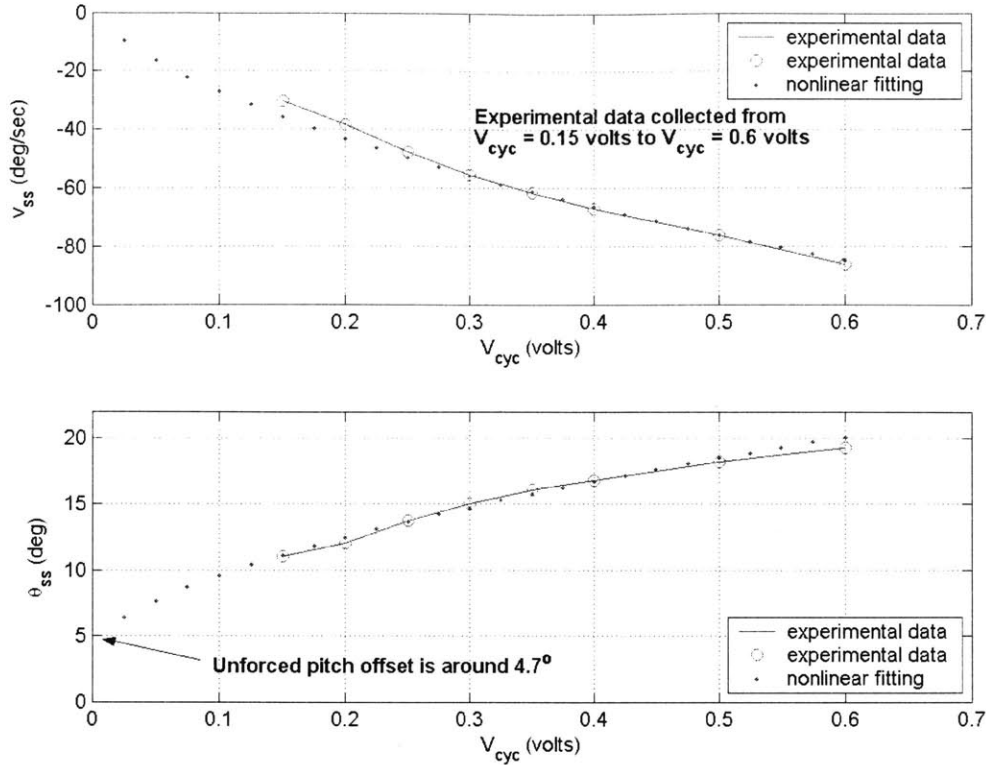 -0
-20
-40
-60
-80
-100
v_ss (deg/sec)
experimental data
experimental data
nonlinear fitting
Experimental data collected from
V_cyc = 0.15 volts to V_cyc = 0.6 volts
0 0.1 0.2 0.3 0.4 0.5 0.6 0.7
V_cyc (volts)
20
15
10
5
0
θ_ss (deg)
Unforced pitch offset is around 4.7°
experimental data
experimental data
nonlinear fitting
0 0.1 0.2 0.3 0.4 0.5 0.6 0.7
V_cyc (volts)